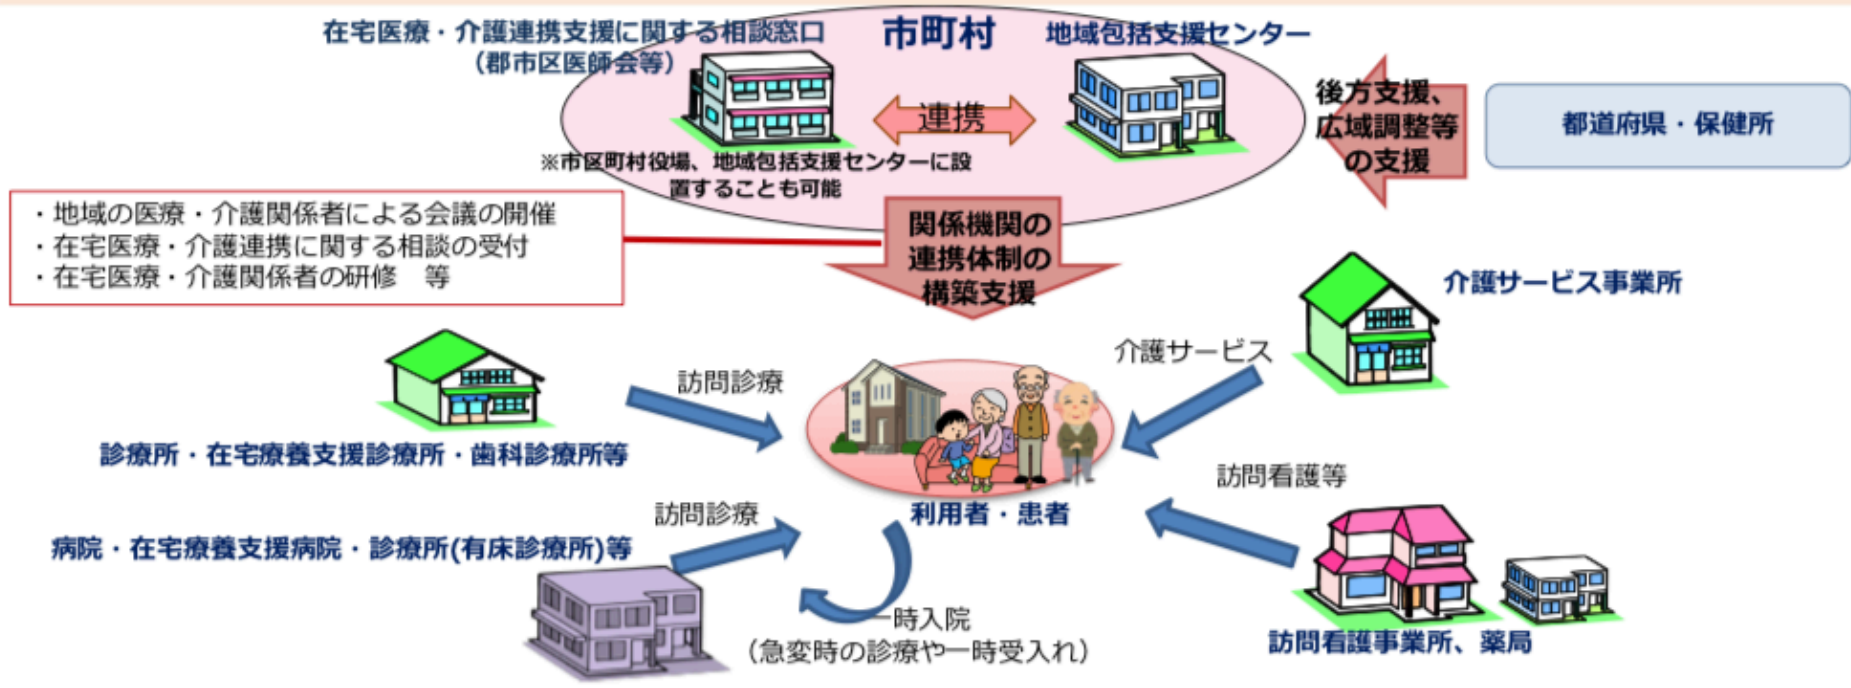 在宅医療・介護連携支援に関する相談窓口
（郡市区医師会等）
市町村
地域包括支援センター
連携
※市区町村役場、地域包括支援センターに設
置することも可能
後方支援、
広域調整等
の支援
都道府県・保健所
・地域の医療・介護関係者による会議の開催
・在宅医療・介護連携に関する相談の受付
・在宅医療・介護関係者の研修　等
関係機関の
連携体制の
構築支援
介護サービス事業所
介護サービス
訪問診療
診療所・在宅療養支援診療所・歯科診療所等
利用者・患者
訪問看護等
訪問診療
病院・在宅療養支援病院・診療所(有床診療所)等
一時入院
（急変時の診療や一時受入れ）
訪問看護事業所、薬局